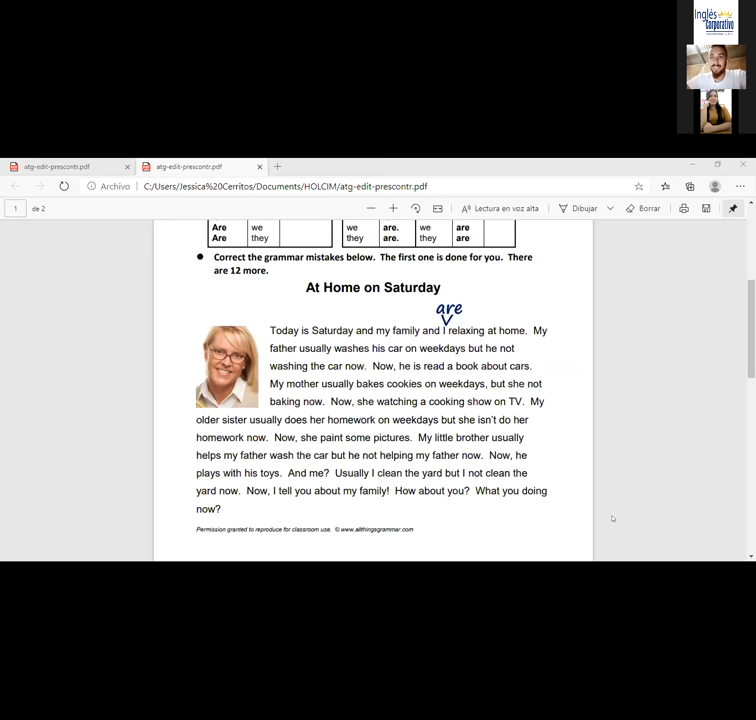 Inglés
corporativo
atg-edit-prescontr.pdf
atg-edit-prescontr.pdf
Archivo C:/Users/Jessica%20Cerritos/Documents/HOLCIM/atg-edit-prescontr.pdf
1 de 2
Lectura en voz alta
Dibujar
Borrar
Are we we are. we are
Are they they are. they are
Correct the grammar mistakes below. The first one is done for you. There
are 12 more.
At Home on Saturday
are
Today is Saturday and my family and I relaxing at home. My
father usually washes his car on weekdays but he not
washing the car now. Now, he is read a book about cars.
My mother usually bakes cookies on weekdays, but she not
baking now. Now, she watching a cooking show on TV. My
older sister usually does her homework on weekdays but she isn't do her
homework now. Now, she paint some pictures. My little brother usually
helps my father wash the car but he not helping my father now. Now, he
plays with his toys. And me? Usually I clean the yard but I not clean the
yard now. Now, I tell you about my family! How about you? What you doing
now?
Permission granted to reproduce for classroom use. © www.allthingsgrammar.com